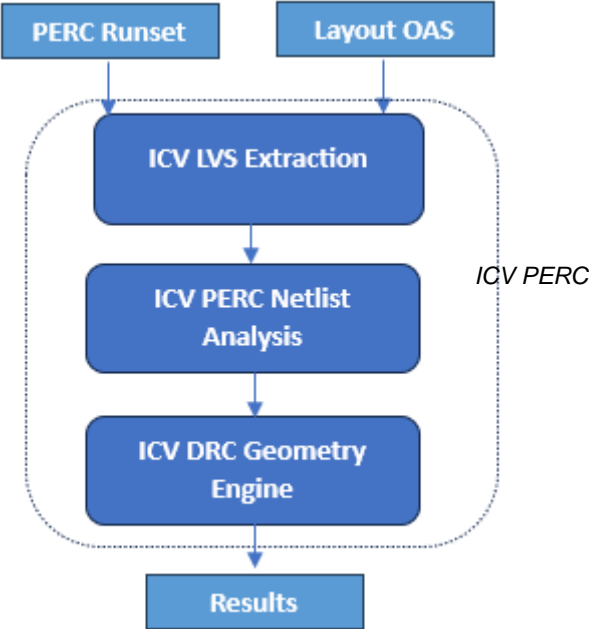 PERC Runset
Layout OAS
ICV LVS Extraction
ICV PERC Netlist
Analysis
ICV PERC
ICV DRC Geometry
Engine
Results